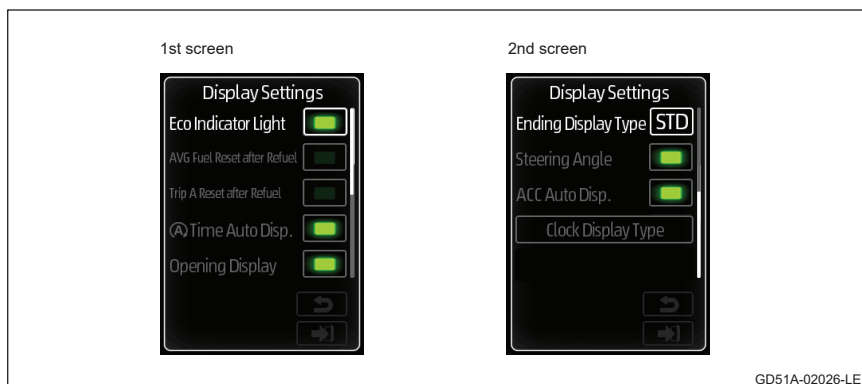 1st screen
Display Settings
Eco Indicator Light
AVG Fuel Reset after Refuel
Trip A Reset after Refuel
A Time Auto Disp.
Opening Display
2nd screen
Display Settings
Ending Display Type STD
Steering Angle
ACC Auto Disp.
Clock Display Type
GD51A-02026-LE